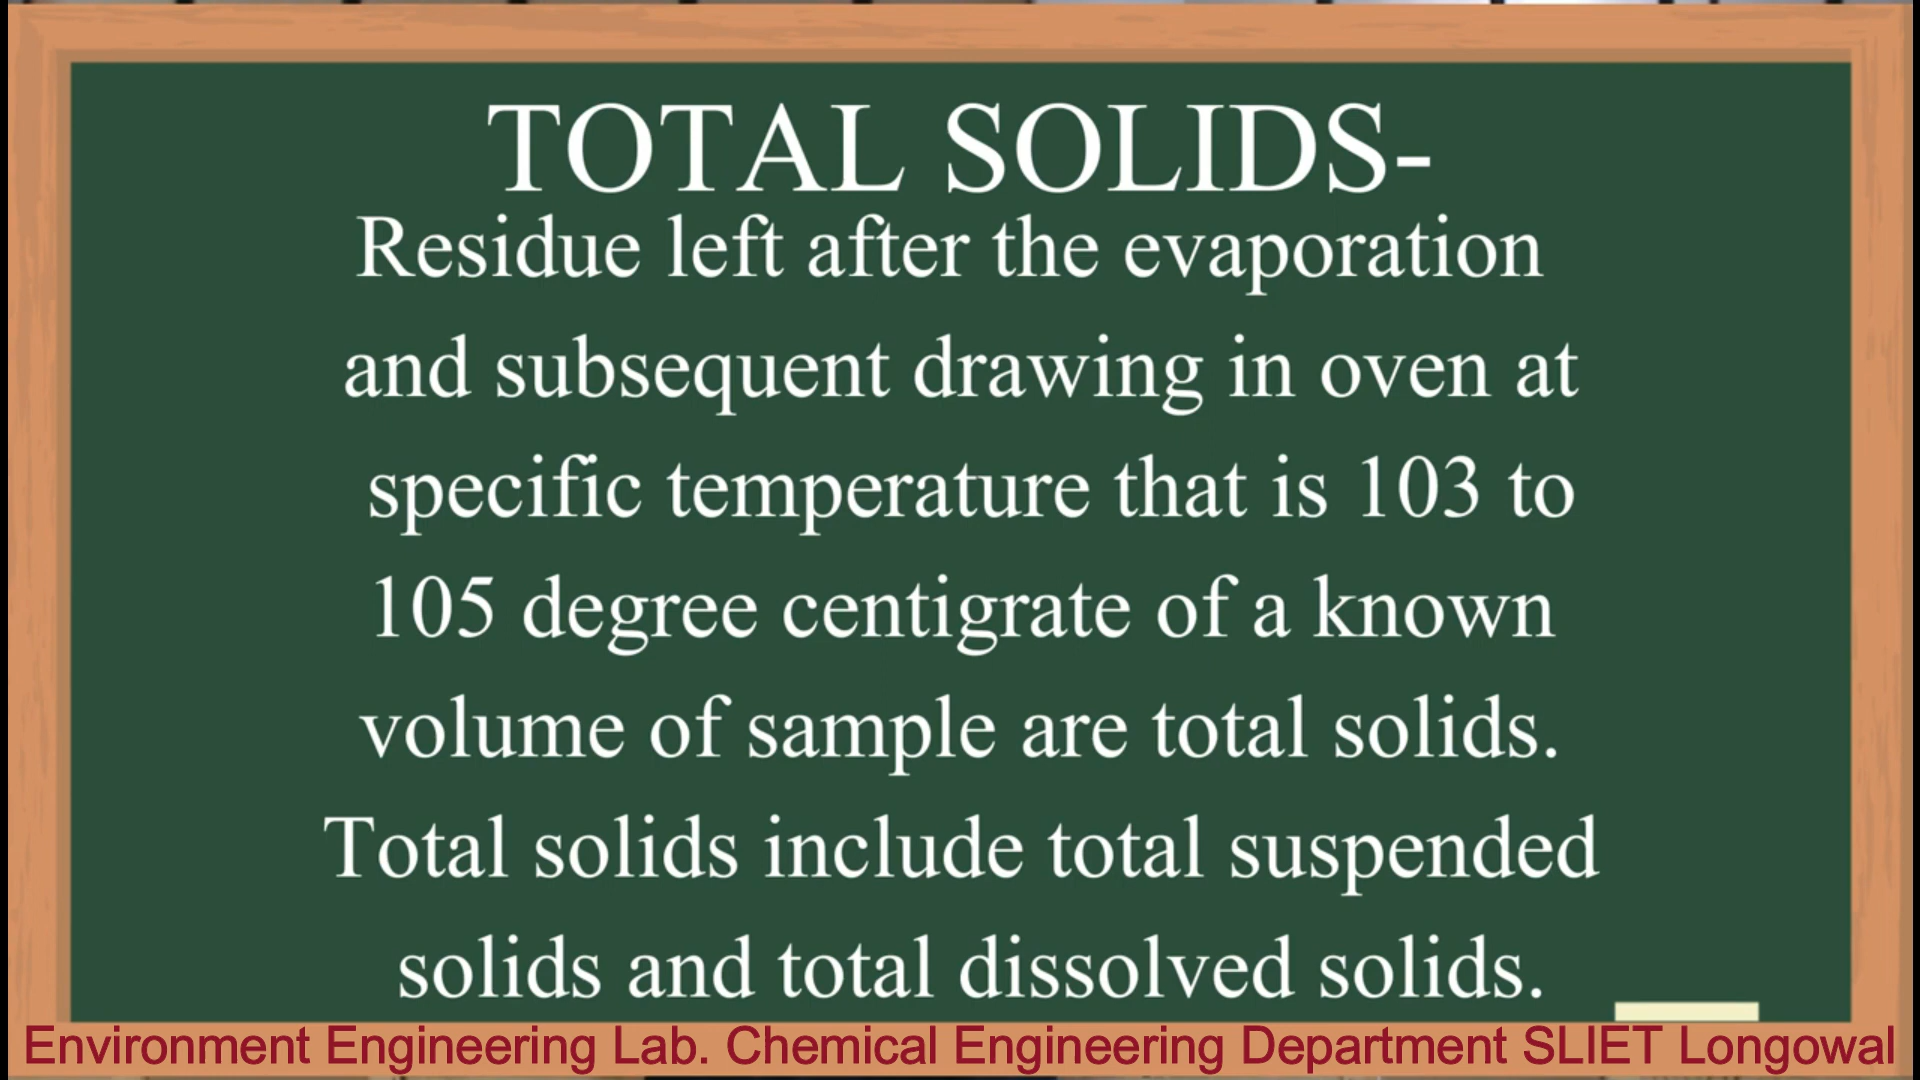 TOTAL SOLIDS-
Residue left after the evaporation
and subsequent drawing in oven at
specific temperature that is 103 to
105 degree centigrate of a known
volume of sample are total solids.
Total solids include total suspended
solids and total dissolved solids.
Environment Engineering Lab. Chemical Engineering Department SLIET Longowal